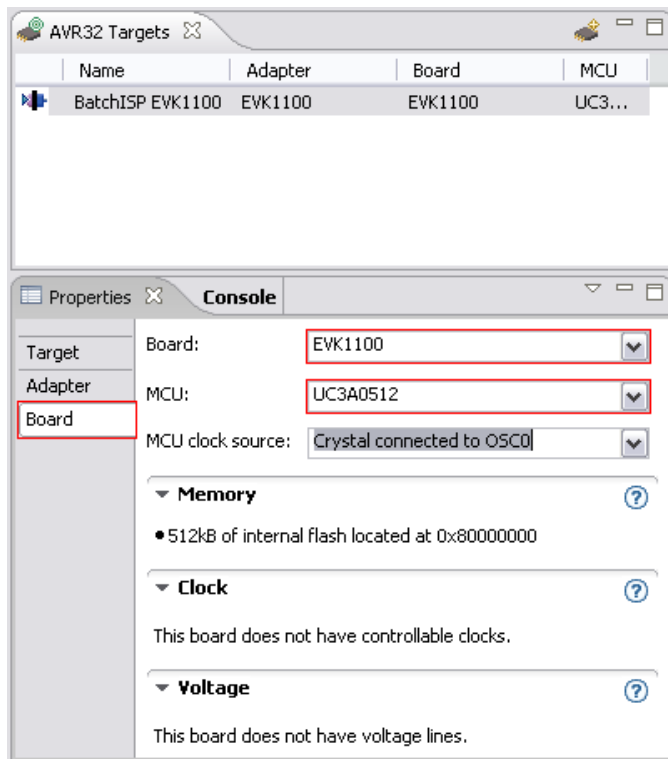 AVR32 Targets
Name Adapter Board MCU
BatchISP EVK1100 EVK1100 EVK1100 UC3...
Properties Console
Target
Adapter
Board
Board: EVK1100
MCU: UC3A0512
MCU clock source: Crystal connected to OSC0
Memory
512kB of internal flash located at 0x80000000
Clock
This board does not have controllable clocks.
Voltage
This board does not have voltage lines.